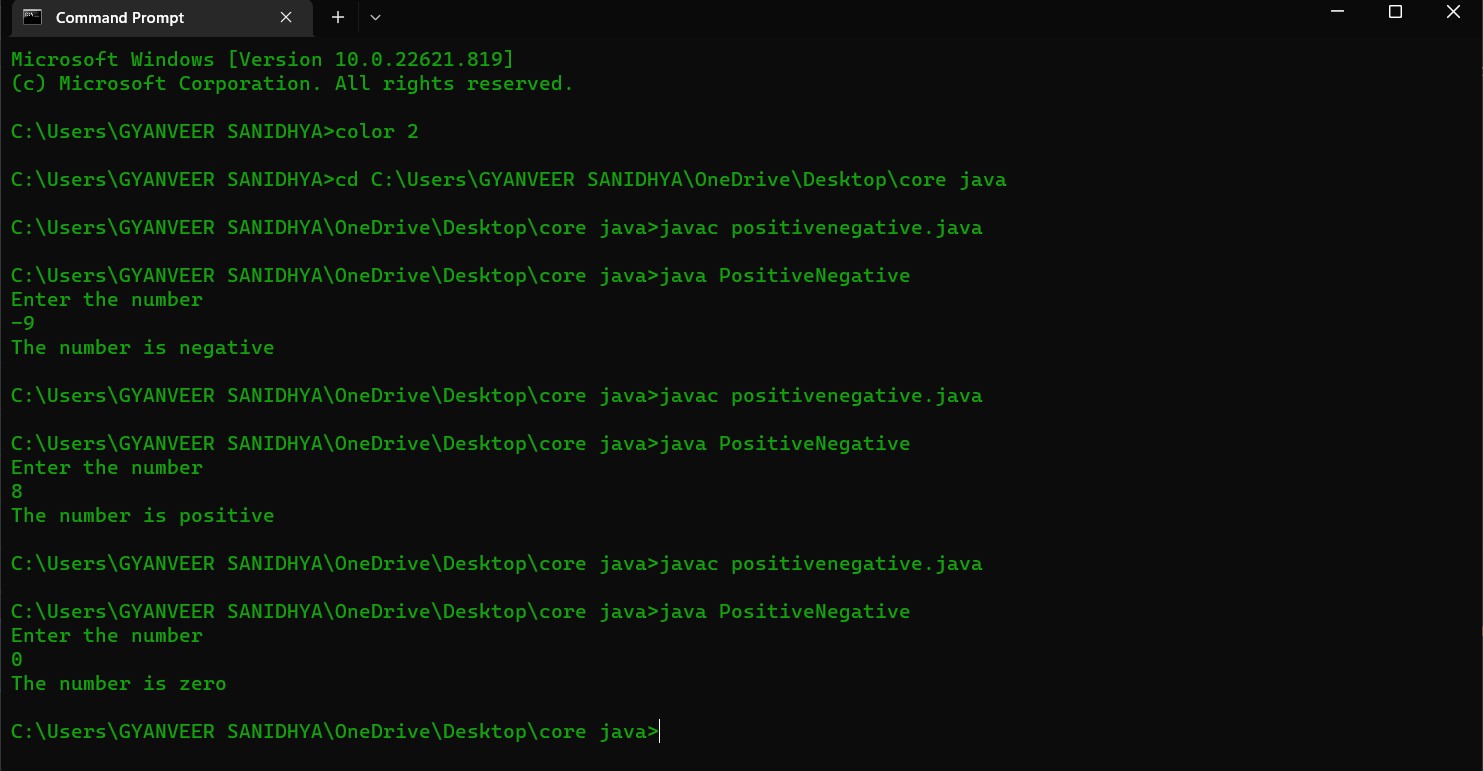 Command Prompt
Microsoft Windows [Version 10.0.22621.819]
(c) Microsoft Corporation. All rights reserved.
C:\Users\GYANVEER SANIDHYA>color 2
C:\Users\GYANVEER SANIDHYA>cd C:\Users\GYANVEER SANIDHYA\OneDrive\Desktop\core java
C:\Users\GYANVEER SANIDHYA\OneDrive\Desktop\core java>javac positivenegative.java
C:\Users\GYANVEER SANIDHYA\OneDrive\Desktop\core java>java PositiveNegative
Enter the number
-9
The number is negative
C:\Users\GYANVEER SANIDHYA\OneDrive\Desktop\core java>javac positivenegative.java
C:\Users\GYANVEER SANIDHYA\OneDrive\Desktop\core java>java PositiveNegative
Enter the number
8
The number is positive
C:\Users\GYANVEER SANIDHYA\OneDrive\Desktop\core java>javac positivenegative.java
C:\Users\GYANVEER SANIDHYA\OneDrive\Desktop\core java>java PositiveNegative
Enter the number
0
The number is zero
C:\Users\GYANVEER SANIDHYA\OneDrive\Desktop\core java>